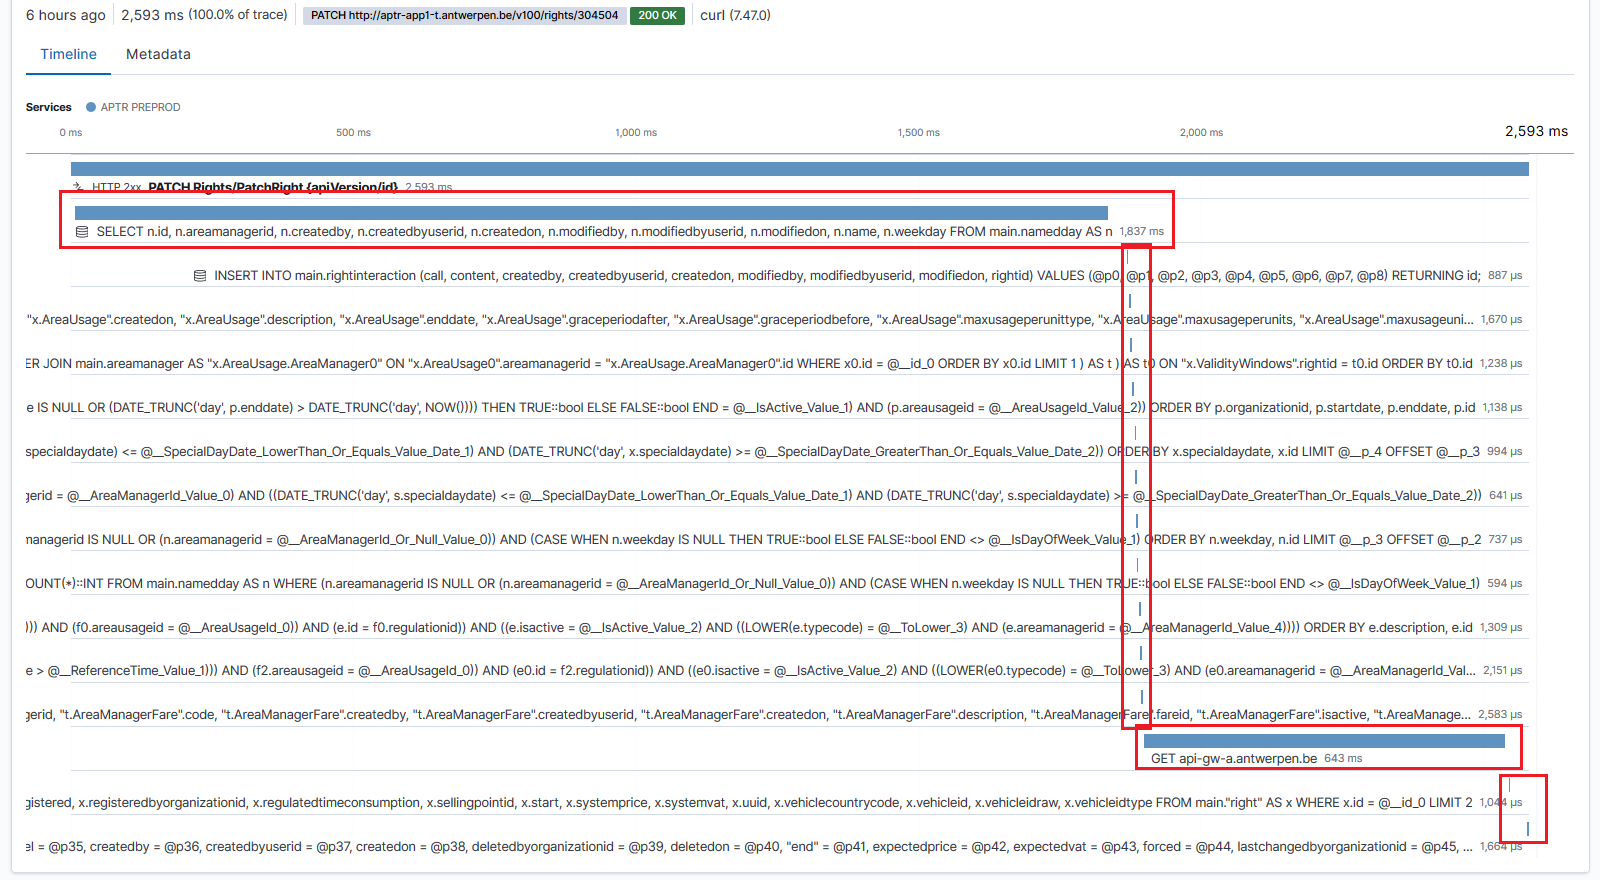 6 hours ago 2,593 ms (100.0% of trace) PATCH http://aptr-app1-t.antwerpen.be/v100/rights/304504 200 OK curl (7.47.0)
Timeline Metadata
Services APTR PREPROD
0 ms 500 ms 1,000 ms 1,500 ms 2,000 ms 2,593 ms
HTTP 2xx PATCH Rights/PatchRight {apiVersion/id} 2,593 ms
SELECT n.id, n.areamanagerid, n.createdby, n.createdbyuserid, n.createdon, n.modifiedby, n.modifiedbyuserid, n.modifiedon, n.name, n.weekday FROM main.namedday AS n 1,837 ms
INSERT INTO main.rightinteraction (call, content, createdby, createdbyuserid, createdon, modifiedby, modifiedbyuserid, modifiedon, rightid) VALUES (@p0, @p1, @p2, @p3, @p4, @p5, @p6, @p7, @p8) RETURNING id; 887 µs
"x.AreaUsage".createdon, "x.AreaUsage".description, "x.AreaUsage".enddate, "x.AreaUsage".graceperiodafter, "x.AreaUsage".graceperiodbefore, "x.AreaUsage".maxusageperunittype, "x.AreaUsage".maxusageperunits, "x.AreaUsage".maxusageuni... 1,670 µs
ER JOIN main.areamanager AS "x.AreaUsage.AreaManager0" ON "x.AreaUsage0".areamanagerid = "x.AreaUsage.AreaManager0".id WHERE x0.id = @__id_0 ORDER BY x0.id LIMIT 1 ) AS t ) AS t0 ON "x.ValidityWindows".rightid = t0.id ORDER BY t0.id 1,238 µs
e IS NULL OR (DATE_TRUNC('day', p.enddate) > DATE_TRUNC('day', NOW()))) THEN TRUE::bool ELSE FALSE::bool END = @__IsActive_Value_1) AND (p.areausageid = @__AreaUsageId_Value_2)) ORDER BY p.organizationid, p.startdate, p.enddate, p.id 1,138 µs
specialdaydate) <= @__SpecialDayDate_LowerThan_Or_Equals_Value_Date_1) AND (DATE_TRUNC('day', x.specialdaydate) >= @__SpecialDayDate_GreaterThan_Or_Equals_Value_Date_2)) ORDER BY x.specialdaydate, x.id LIMIT @__p_4 OFFSET @__p_3 994 µs
gerid = @__AreaManagerId_Value_0) AND ((DATE_TRUNC('day', s.specialdaydate) <= @__SpecialDayDate_LowerThan_Or_Equals_Value_Date_1) AND (DATE_TRUNC('day', s.specialdaydate) >= @__SpecialDayDate_GreaterThan_Or_Equals_Value_Date_2)) 641 µs
managerid IS NULL OR (n.areamanagerid = @__AreaManagerId_Or_Null_Value_0)) AND (CASE WHEN n.weekday IS NULL THEN TRUE::bool ELSE FALSE::bool END <> @__IsDayOfWeek_Value_1) ORDER BY n.weekday, n.id LIMIT @__p_3 OFFSET @__p_2 737 µs
COUNT(*)::INT FROM main.namedday AS n WHERE (n.areamanagerid IS NULL OR (n.areamanagerid = @__AreaManagerId_Or_Null_Value_0)) AND (CASE WHEN n.weekday IS NULL THEN TRUE::bool ELSE FALSE::bool END <> @__IsDayOfWeek_Value_1) 594 µs
))) AND (f0.areausageid = @__AreaUsageId_0)) AND (e.id = f0.regulationid)) AND ((e.isactive = @__IsActive_Value_2) AND ((LOWER(e.typecode) = @__ToLower_3) AND (e.areamanagerid = @__AreaManagerId_Value_4)))) ORDER BY e.description, e.id 1,309 µs
e > @__ReferenceTime_Value_1))) AND (f2.areausageid = @__AreaUsageId_0)) AND (e0.id = f2.regulationid)) AND ((e0.isactive = @__IsActive_Value_2) AND ((LOWER(e0.typecode) = @__ToLower_3) AND (e0.areamanagerid = @__AreaManagerId_Val... 2,151 µs
gerid, "t.AreaManagerFare".code, "t.AreaManagerFare".createdby, "t.AreaManagerFare".createdbyuserid, "t.AreaManagerFare".createdon, "t.AreaManagerFare".description, "t.AreaManagerFare".fareid, "t.AreaManagerFare".isactive, "t.AreaManage... 2,583 µs
GET api-gw-a.antwerpen.be 643 ms
gistered, x.registeredbyorganizationid, x.regulatedtimeconsumption, x.sellingpointid, x.start, x.systemprice, x.systemvat, x.uuid, x.vehiclecountrycode, x.vehicleid, x.vehicleidraw, x.vehicleidtype FROM main."right" AS x WHERE x.id = @__id_0 LIMIT 2 1,044 µs
el = @p35, createdby = @p36, createdbyuserid = @p37, createdon = @p38, deletedbyorganizationid = @p39, deletedon = @p40, "end" = @p41, expectedprice = @p42, expectedvat = @p43, forced = @p44, lastchangedbyorganizationid = @p45, ... 1,664 µs